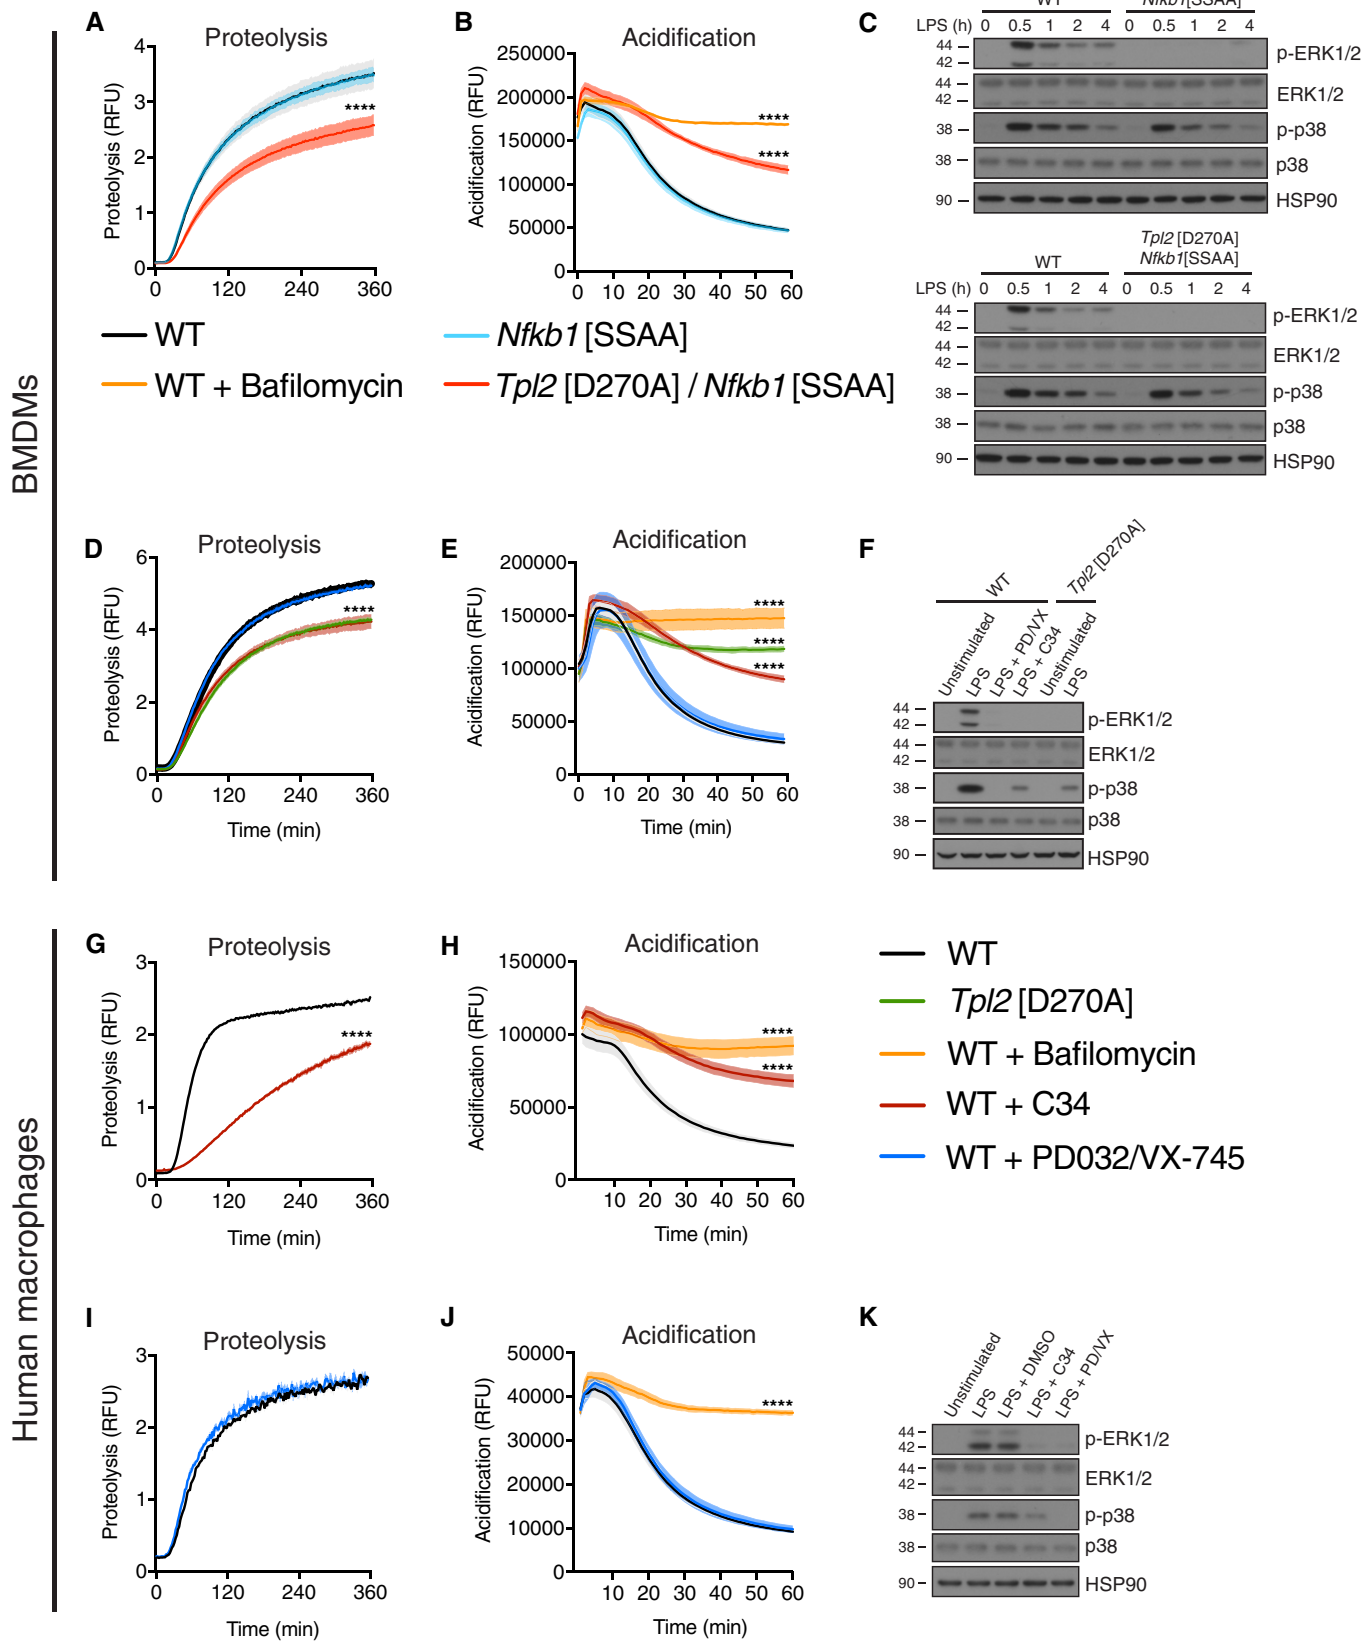 BMDMs
A
Proteolysis
Proteolysis (RFU)
4
3
2
1
0
0 120 240 360
****
B
Acidification
Acidification (RFU)
250000
200000
150000
100000
50000
0
0 10 20 30 40 50 60
****
****
WT
WT + Bafilomycin
Nfkb1 [SSAA]
Tpl2 [D270A] / Nfkb1 [SSAA]
C
WT Nfkb1[SSAA]
LPS (h) 0 0.5 1 2 4 0 0.5 1 2 4
44
42
p-ERK1/2
44
42
ERK1/2
38
p-p38
38
p38
90
HSP90
Tpl2 [D270A]
WT Nfkb1[SSAA]
LPS (h) 0 0.5 1 2 4 0 0.5 1 2 4
44
42
p-ERK1/2
44
42
ERK1/2
38
p-p38
38
p38
90
HSP90
D
Proteolysis
Proteolysis (RFU)
6
4
2
0
0 120 240 360
Time (min)
****
E
Acidification
Acidification (RFU)
200000
150000
100000
50000
0
0 10 20 30 40 50 60
Time (min)
****
****
****
F
WT Tpl2 [D270A]
Unstimulated
LPS
LPS + PD/VX
LPS + C34
Unstimulated
LPS
44
42
p-ERK1/2
44
42
ERK1/2
38
p-p38
38
p38
90
HSP90
Human macrophages
G
Proteolysis
Proteolysis (RFU)
3
2
1
0
0 120 240 360
Time (min)
****
H
Acidification
Acidification (RFU)
150000
100000
50000
0
10 20 30 40 50 60
Time (min)
****
****
WT
Tpl2 [D270A]
WT + Bafilomycin
WT + C34
WT + PD032/VX-745
I
Proteolysis
Proteolysis (RFU)
3
2
1
0
0 120 240 360
Time (min)
J
Acidification
Acidification (RFU)
50000
40000
30000
20000
10000
0
10 20 30 40 50 60
Time (min)
****
K
Unstimulated
LPS
LPS + DMSO
LPS + C34
LPS + PD/VX
44
42
p-ERK1/2
44
42
ERK1/2
38
p-p38
38
p38
90
HSP90